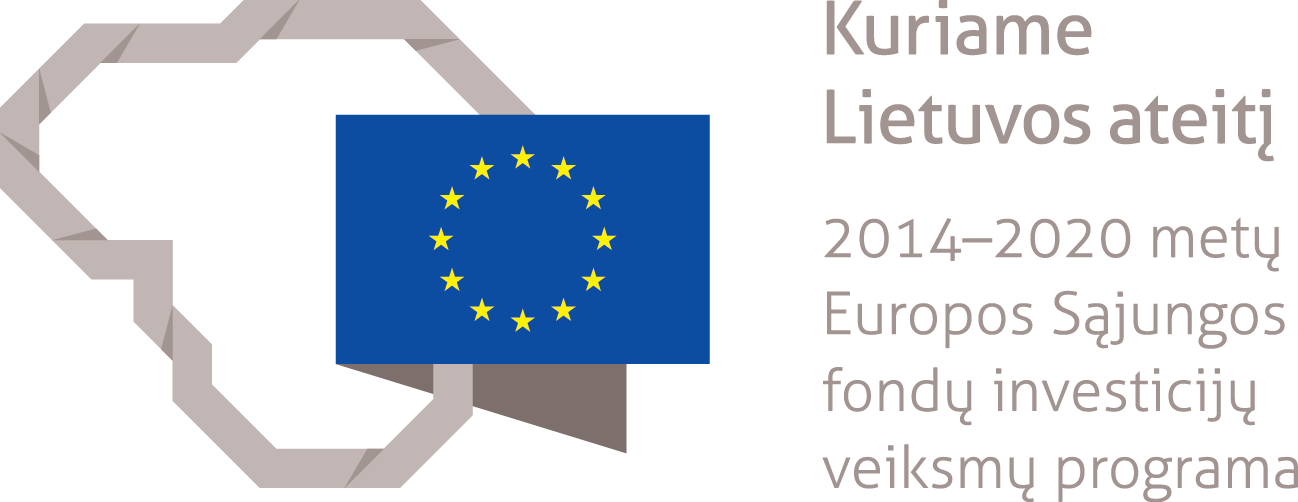 Kuriame
Lietuvos ateitį
2014–2020 metų
Europos Sąjungos
fondų investicijų
veiksmų programa